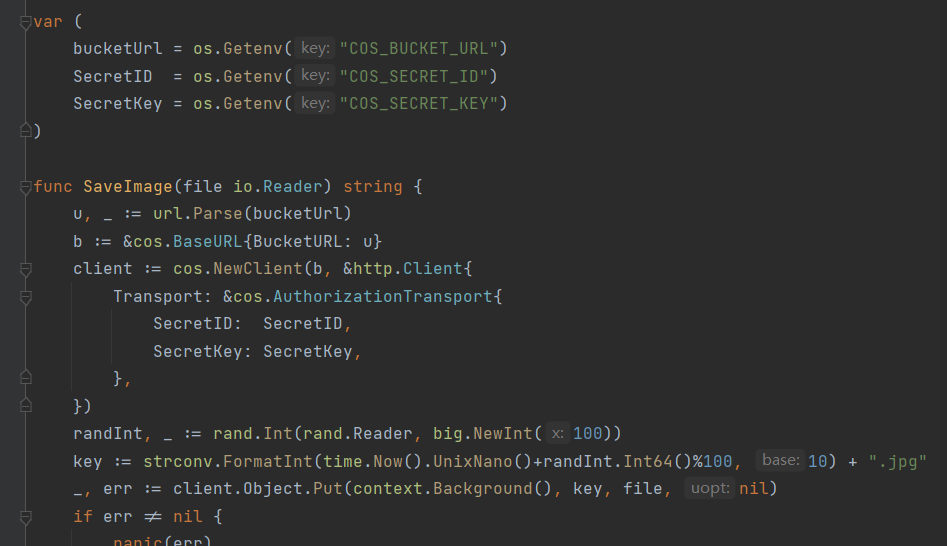 var (
bucketUrl = os.Getenv( key: "COS_BUCKET_URL")
SecretID  = os.Getenv( key: "COS_SECRET_ID")
SecretKey = os.Getenv( key: "COS_SECRET_KEY")
)
func SaveImage(file io.Reader) string {
u, _ := url.Parse(bucketUrl)
b := &cos.BaseURL{BucketURL: u}
client := cos.NewClient(b, &http.Client{
Transport: &cos.AuthorizationTransport{
SecretID:  SecretID,
SecretKey: SecretKey,
},
})
randInt, _ := rand.Int(rand.Reader, big.NewInt( x: 100))
key := strconv.FormatInt(time.Now().UnixNano()+randInt.Int64()%100, base: 10) + ".jpg"
_, err := client.Object.Put(context.Background(), key, file, uopt: nil)
if err != nil {
panic(err)